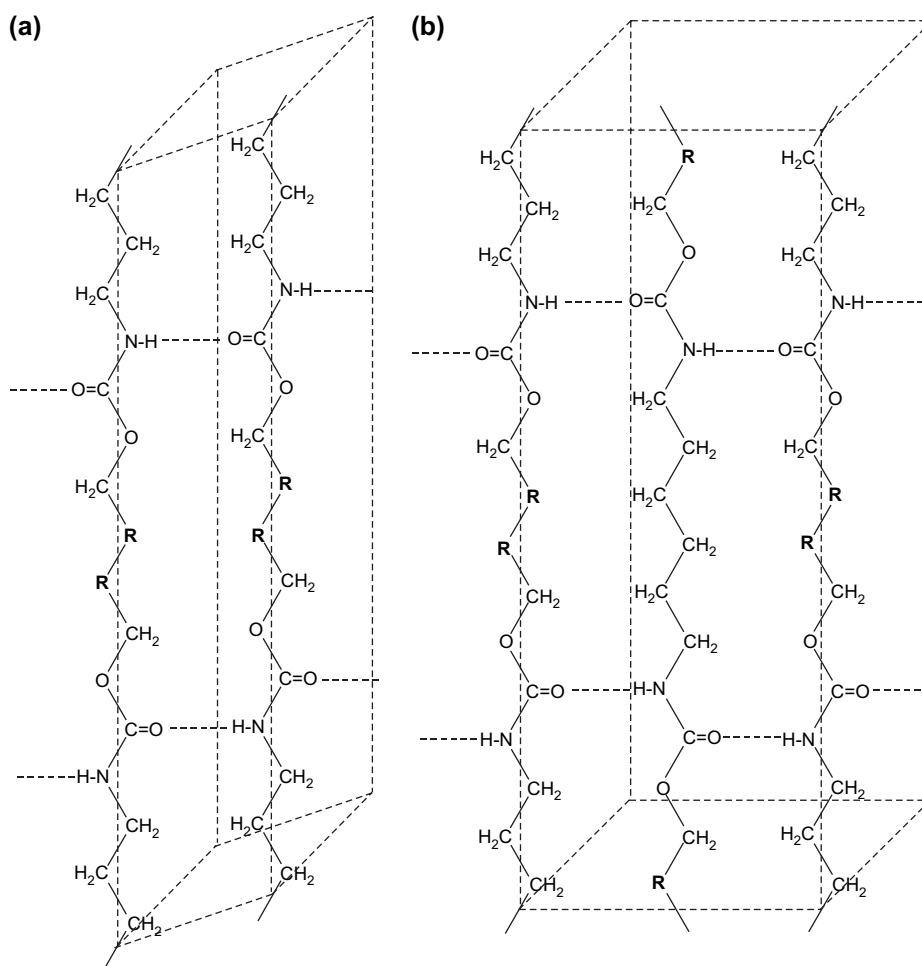 (a)
H₂C
H₂C CH₂
CH₂ H₂C
H₂C N-H
N-H O=C
O=C O
O H₂C
H₂C R
R R
R CH₂
CH₂ O
O C=O
C=O H-N
H-N CH₂
CH₂ H₂C
H₂C CH₂
CH₂
(b)
H₂C R H₂C
CH₂ H₂C CH₂
H₂C O H₂C
N-H O=C N-H
O=C N-H O=C
O H₂C O
H₂C CH₂ H₂C
R H₂C R
R CH₂ R
CH₂ H₂C CH₂
O CH₂ O
C=O H-N C=O
H-N C=O H-N
CH₂ O CH₂
H₂C CH₂ H₂C
CH₂ R CH₂